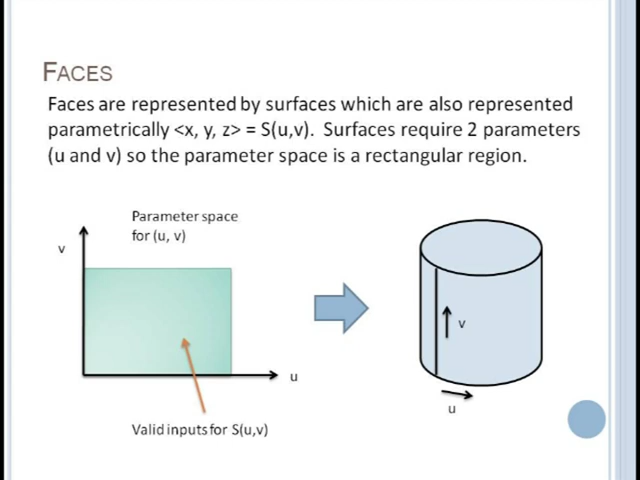 FACES
Faces are represented by surfaces which are also represented
parametrically <x, y, z> = S(u,v).  Surfaces require 2 parameters
(u and v) so the parameter space is a rectangular region.
Parameter space
for (u, v)
v
u
Valid inputs for S(u,v)
v
u